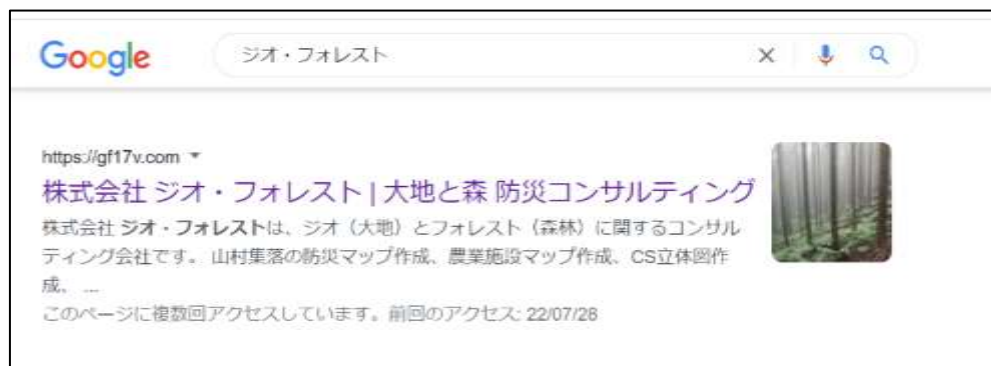 Google ジオ・フォレスト
https://gf17v.com
株式会社 ジオ・フォレスト | 大地と森 防災コンサルティング
株式会社 ジオ・フォレストは、ジオ（大地）とフォレスト（森林）に関するコンサル
ティング会社です。 山村集落の防災マップ作成、農業施設マップ作成、CS立体図作
成、 ...
このページに複数回アクセスしています。前回のアクセス: 22/07/28